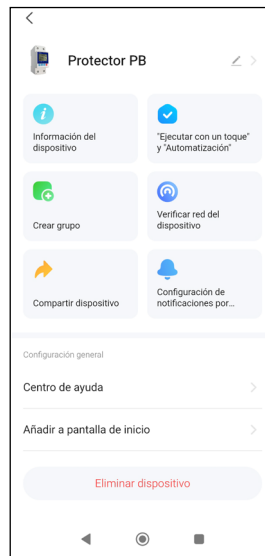 Protector PB
Información del
dispositivo
"Ejecutar con un toque"
y "Automatización"
Crear grupo
Verificar red del
dispositivo
Compartir dispositivo
Configuración de
notificaciones por...
Configuración general
Centro de ayuda
Añadir a pantalla de inicio
Eliminar dispositivo